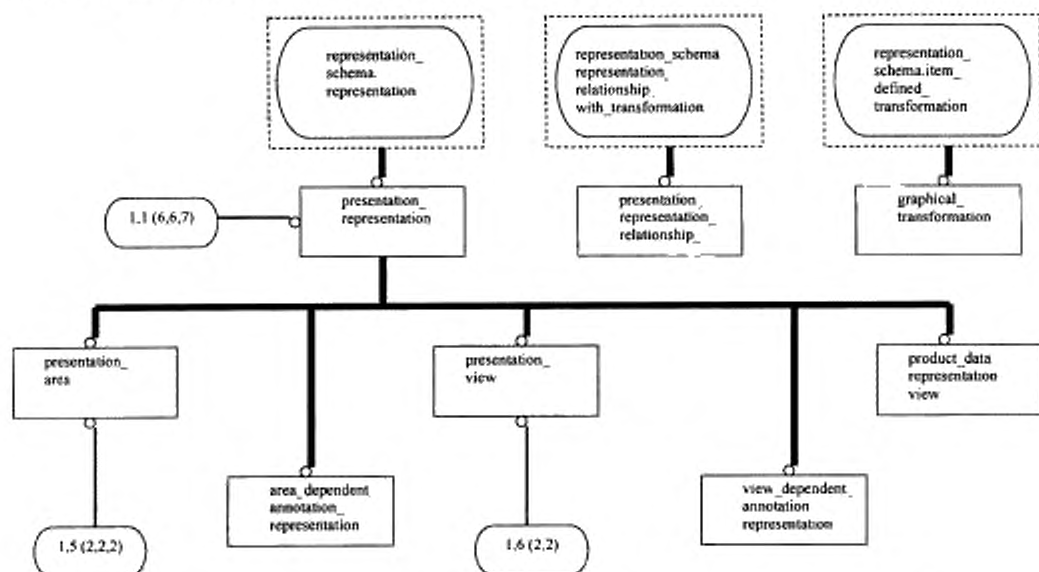 representation_
schema.
representation
representation_schema
representation_
relationship_
with_transformation
representation_
schema.item_
defined_
transformation
1,1 (6,6,7)
presentation_
representation
presentation_
representation_
relationship_
graphical_
transformation
presentation_
area
presentation_
view
product_data
representation
view
area_dependent_
annotation_
representation
view_dependent_
annotation
representation
1,5 (2,2,2)
1,6 (2,2)